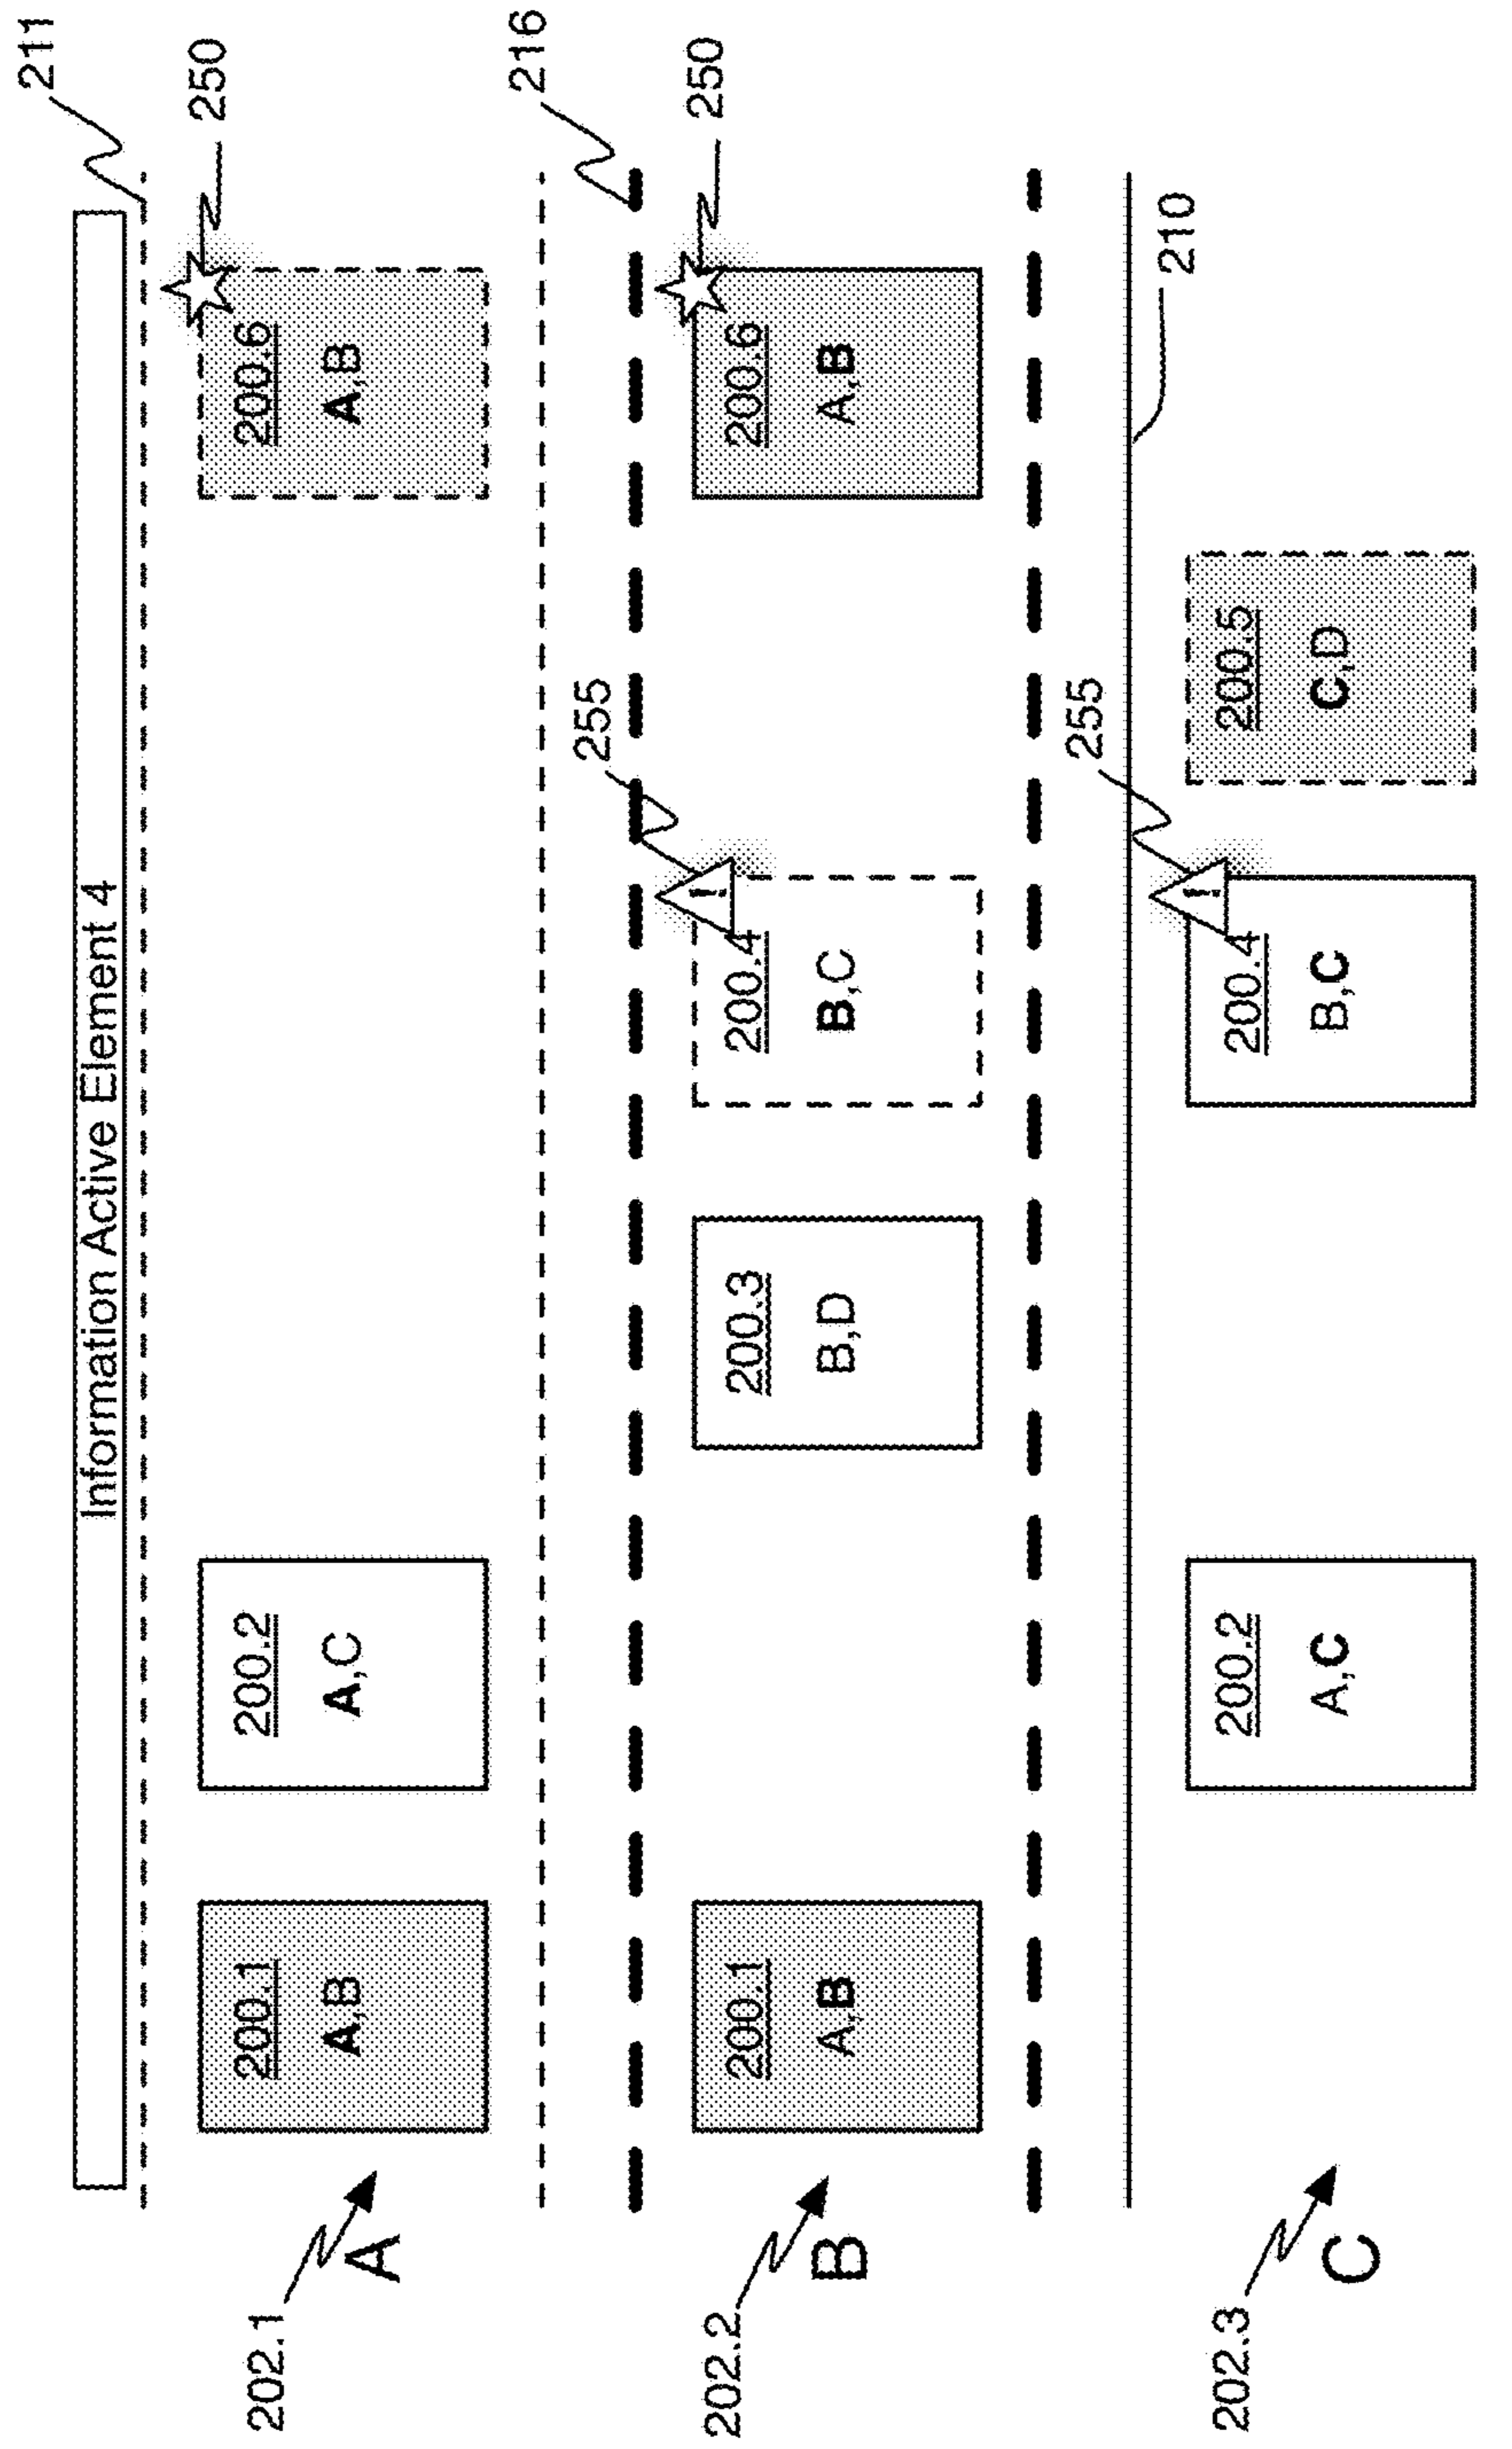 Information Active Element 4
211
250
202.1
A
200.1
A,B
200.2
A,C
200.6
A,B
216
250
255
202.2
B
200.1
A,B
200.3
B,D
200.4
B,C
200.6
A,B
210
255
202.3
C
200.2
A,C
200.4
B,C
200.5
C,D
!
!